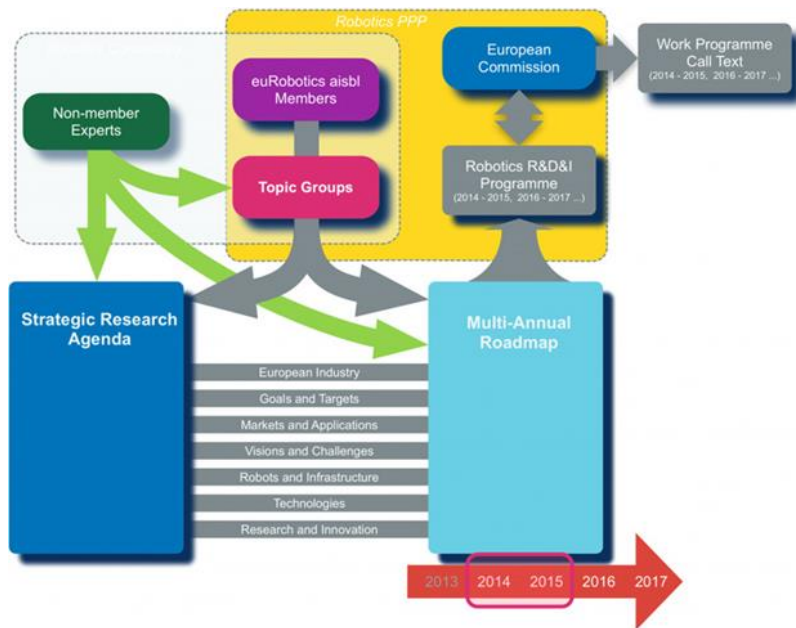 Robotics PPP
euRobotics aisbl
Members
European
Commission
Work Programme
Call Text
(2014 - 2015, 2016 - 2017 ...)
Non-member
Experts
Topic Groups
Robotics R&D&I
Programme
(2014 - 2015, 2016 - 2017 ...)
Strategic Research
Agenda
Multi-Annual
Roadmap
European Industry
Goals and Targets
Markets and Applications
Visions and Challenges
Robots and Infrastructure
Technologies
Research and Innovation
2013 2014 2015 2016 2017